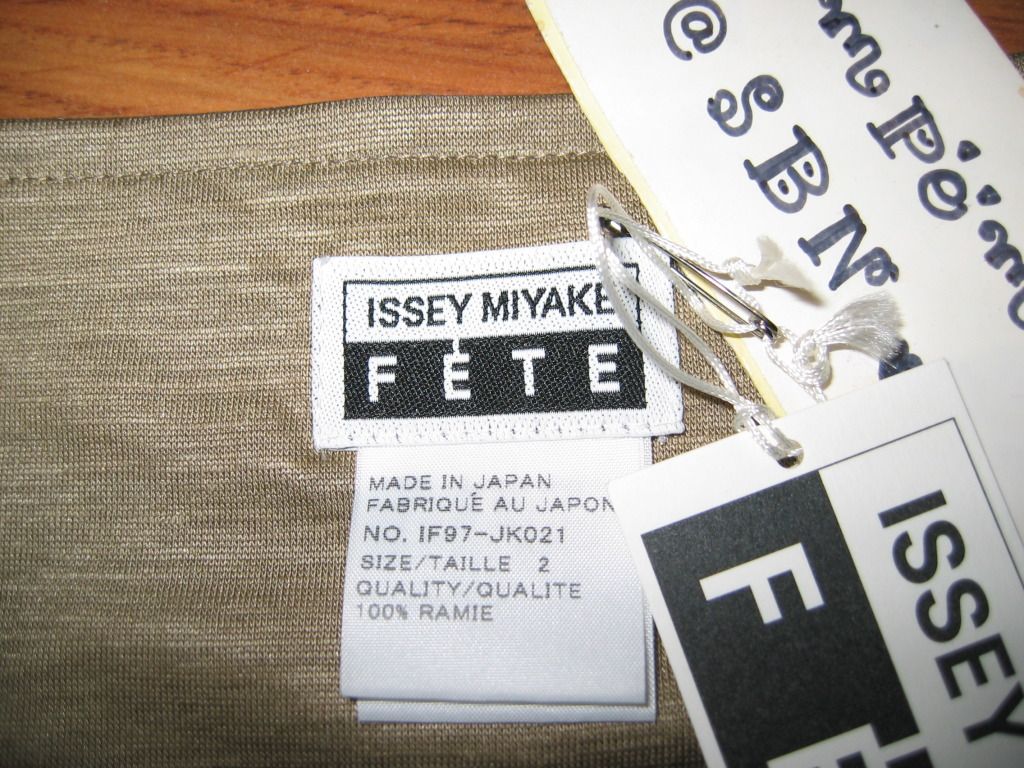 ISSEY MIYAKE
FÊTE
MADE IN JAPAN
FABRIQUÉ AU JAPON
NO. IF97-JK021
SIZE/TAILLE 2
QUALITY/QUALITE
100% RAMIE
@ SBN
ISSEY
F